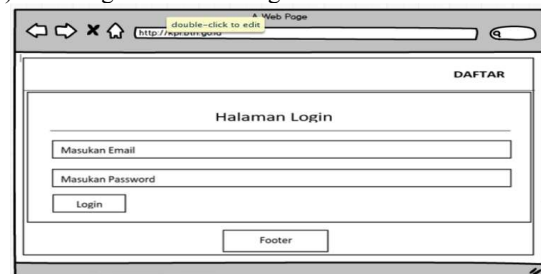 A Web Page
double-click to edit
DAFTAR
Halaman Login
Masukan Email
Masukan Password
Login
Footer